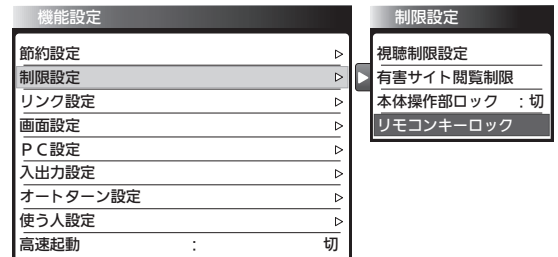 機能設定
節約設定
制限設定
リンク設定
画面設定
ＰＣ設定
入出力設定
オートターン設定
使う人設定
高速起動 : 切
制限設定
視聴制限設定
有害サイト閲覧制限
本体操作部ロック : 切
リモコンキーロック